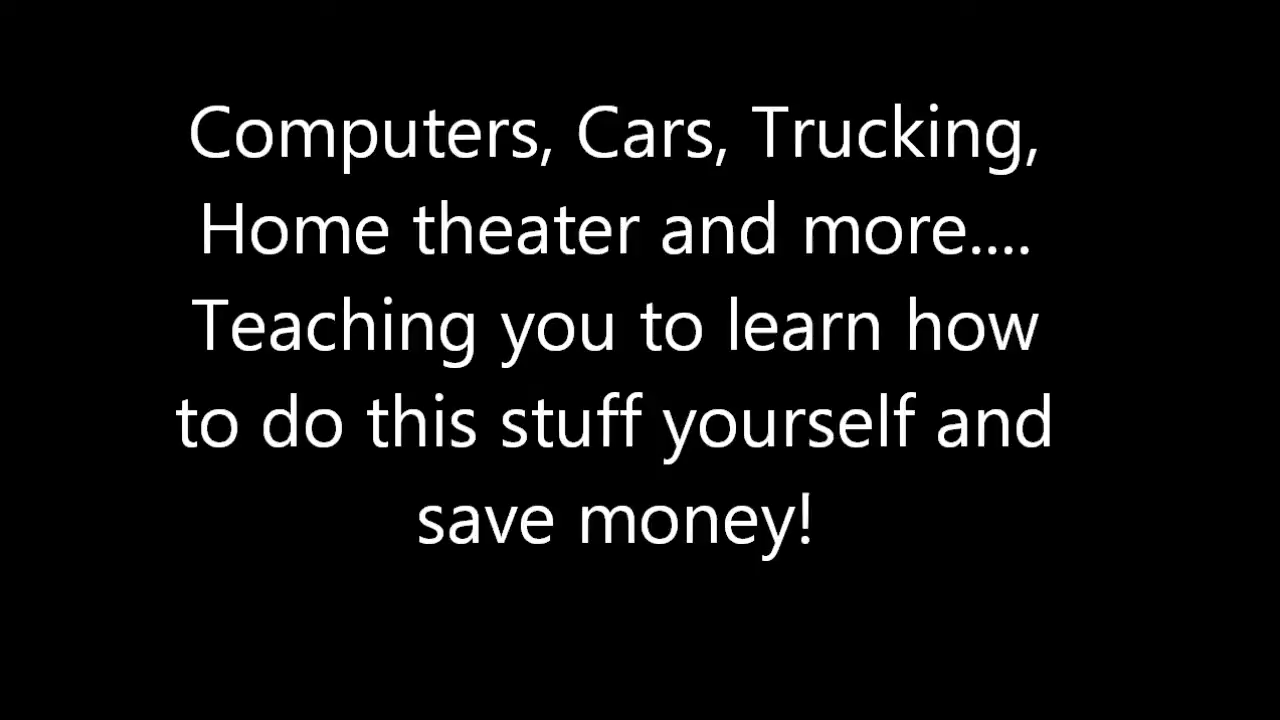 Computers, Cars, Trucking,
Home theater and more....
Teaching you to learn how
to do this stuff yourself and
save money!